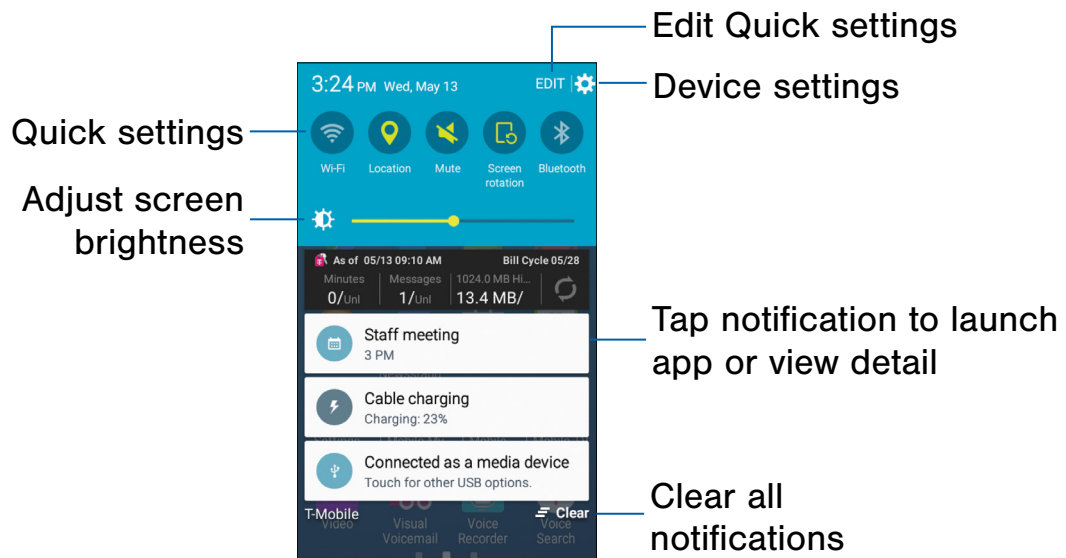 Edit Quick settings
Device settings
Quick settings
Adjust screen
brightness
Tap notification to launch
app or view detail
Clear all
notifications
3:24 PM Wed, May 13 EDIT
Wi-Fi Location Mute Screen rotation Bluetooth
As of 05/13 09:10 AM Bill Cycle 05/28
Minutes Messages 1024.0 MB Hi...
0/Unl 1/Unl 13.4 MB/
Staff meeting
3 PM
Cable charging
Charging: 23%
Connected as a media device
Touch for other USB options.
T-Mobile Clear
Video Visual Voicemail Voice Recorder Voice Search